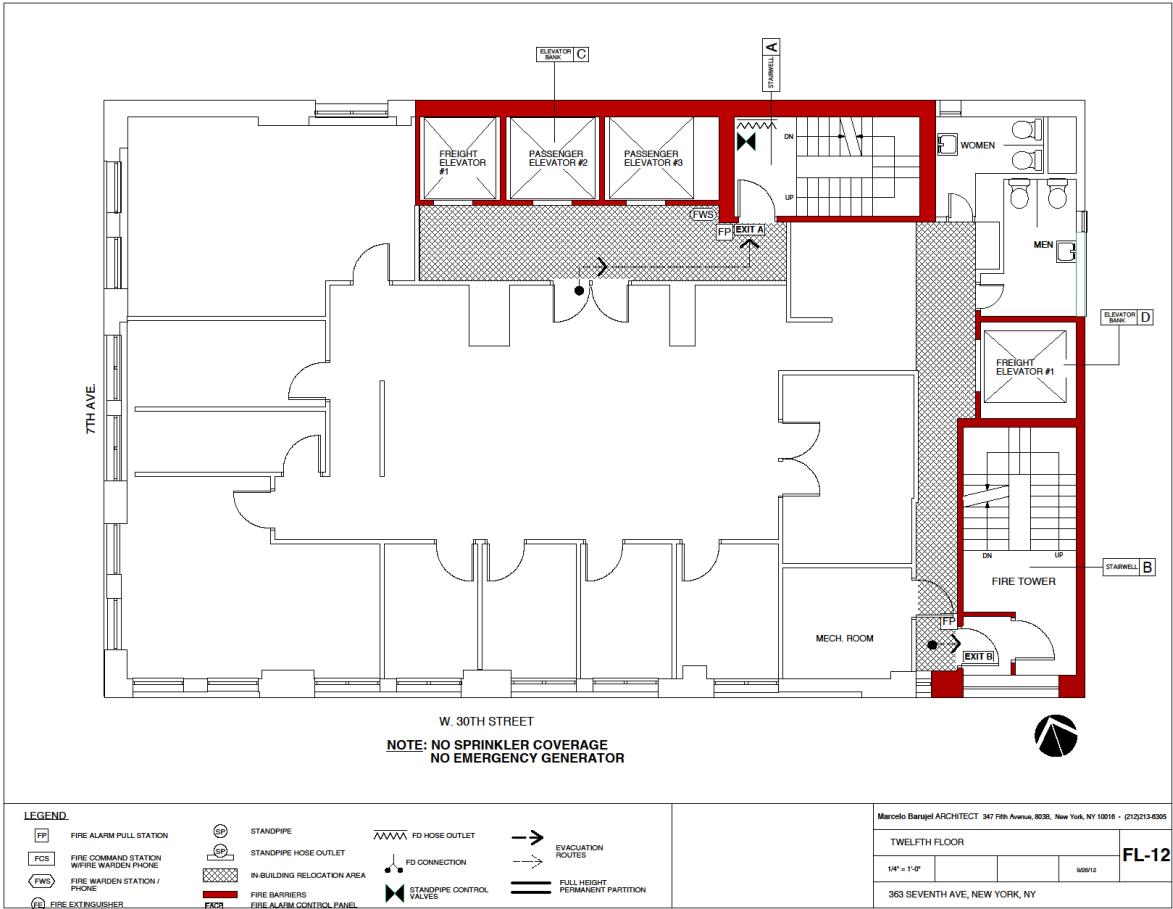 ELEVATOR
BANK C
STAIRWELL A
FREIGHT
ELEVATOR
#1
PASSENGER
ELEVATOR #2
PASSENGER
ELEVATOR #3
DN
UP
WOMEN
MEN
FWS
FP
EXIT A
ELEVATOR
BANK D
FREIGHT
ELEVATOR #1
7TH AVE.
DN
UP
FIRE TOWER
STAIRWELL B
FP
MECH. ROOM
EXIT B
W. 30TH STREET
NOTE: NO SPRINKLER COVERAGE
NO EMERGENCY GENERATOR
LEGEND
FP FIRE ALARM PULL STATION
FCS FIRE COMMAND STATION
W/FIRE WARDEN PHONE
FWS FIRE WARDEN STATION /
PHONE
FE FIRE EXTINGUISHER
SP STANDPIPE
SP STANDPIPE HOSE OUTLET
IN-BUILDING RELOCATION AREA
FIRE BARRIERS
FACP FIRE ALARM CONTROL PANEL
FD HOSE OUTLET
FD CONNECTION
STANDPIPE CONTROL
VALVES
EVACUATION
ROUTES
FULL HEIGHT
PERMANENT PARTITION
Marcelo Barujel ARCHITECT 347 Fifth Avenue, 803B, New York, NY 10016 - (212)213-8305
TWELFTH FLOOR
FL-12
1/4" = 1'-0"
9/26/12
363 SEVENTH AVE, NEW YORK, NY